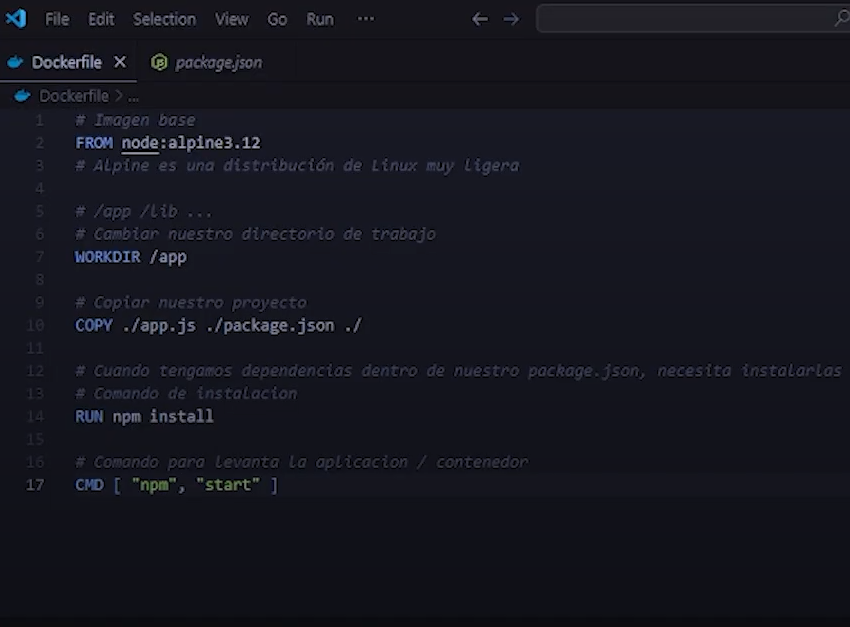 File Edit Selection View Go Run ...
Dockerfile package.json
Dockerfile > ...
1 # Imagen base
2 FROM node:alpine3.12
3 # Alpine es una distribución de Linux muy ligera
4
5 # /app /lib ...
6 # Cambiar nuestro directorio de trabajo
7 WORKDIR /app
8
9 # Copiar nuestro proyecto
10 COPY ./app.js ./package.json ./
11
12 # Cuando tengamos dependencias dentro de nuestro package.json, necesita instalarlas
13 # Comando de instalacion
14 RUN npm install
15
16 # Comando para levanta la aplicacion / contenedor
17 CMD [ "npm", "start" ]